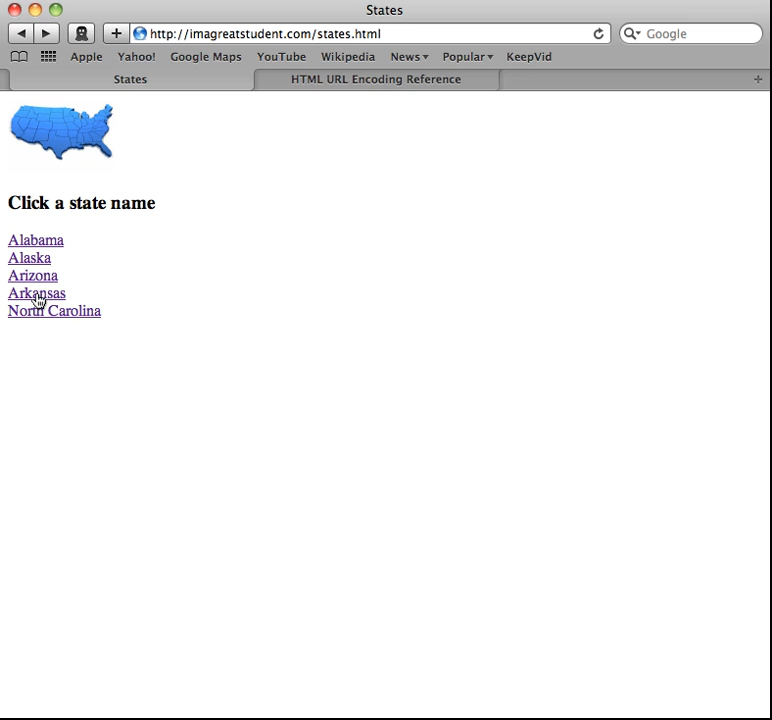 States
http://imagreatstudent.com/states.html
Google
Apple Yahoo! Google Maps YouTube Wikipedia News Popular KeepVid
States HTML URL Encoding Reference
Click a state name
Alabama
Alaska
Arizona
Arkansas
North Carolina